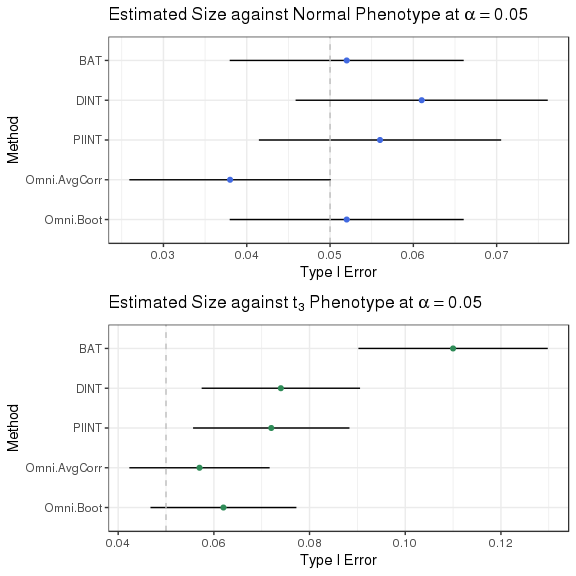 Estimated Size against Normal Phenotype at α = 0.05
BAT
DINT
PIINT
Omni.AvgCorr
Omni.Boot
Method
0.03 0.04 0.05 0.06 0.07
Type I Error
Estimated Size against t₃ Phenotype at α = 0.05
BAT
DINT
PIINT
Omni.AvgCorr
Omni.Boot
Method
0.04 0.06 0.08 0.10 0.12
Type I Error